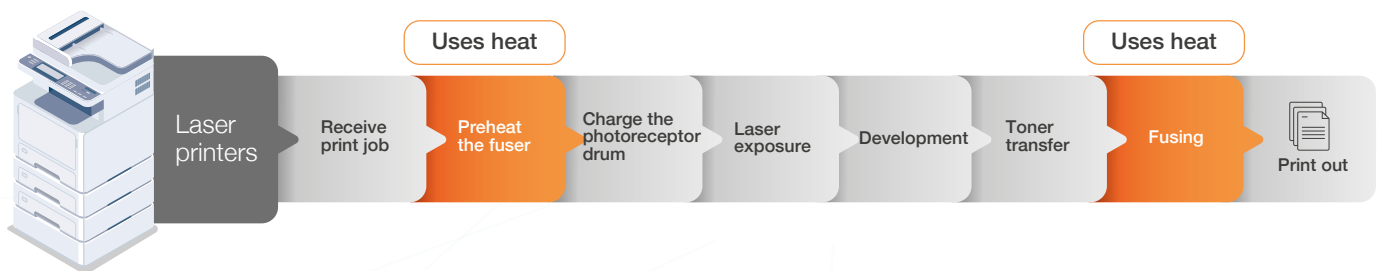 Uses heat
Uses heat
Laser
printers
Receive
print job
Preheat
the fuser
Charge the
photoreceptor
drum
Laser
exposure
Development
Toner
transfer
Fusing
Print out